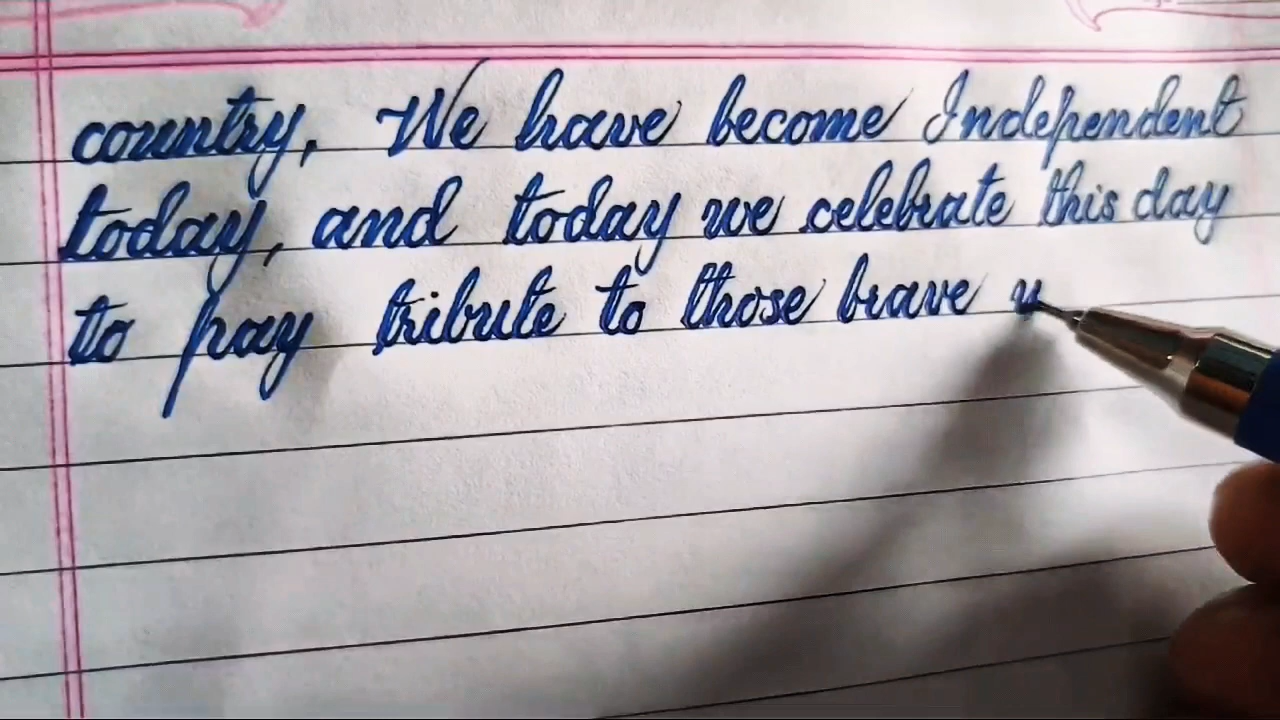 country, We have become Independent
today, and today we celebrate this day
to pay tribute to those brave